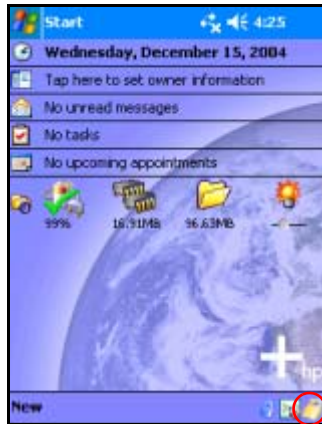 Start 4:25
Wednesday, December 15, 2004
Tap here to set owner information
No unread messages
No tasks
No upcoming appointments
99% 16.91MB 96.63MB
hp
New